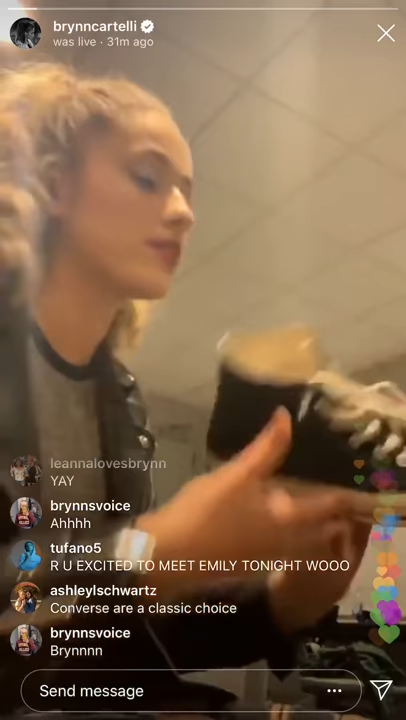 brynncartelli
was live · 31m ago
leannalovesbrynn
YAY
brynnsvoice
Ahhhh
tufano5
R U EXCITED TO MEET EMILY TONIGHT WOOO
ashleylschwartz
Converse are a classic choice
brynnsvoice
Brynnnn
Send message